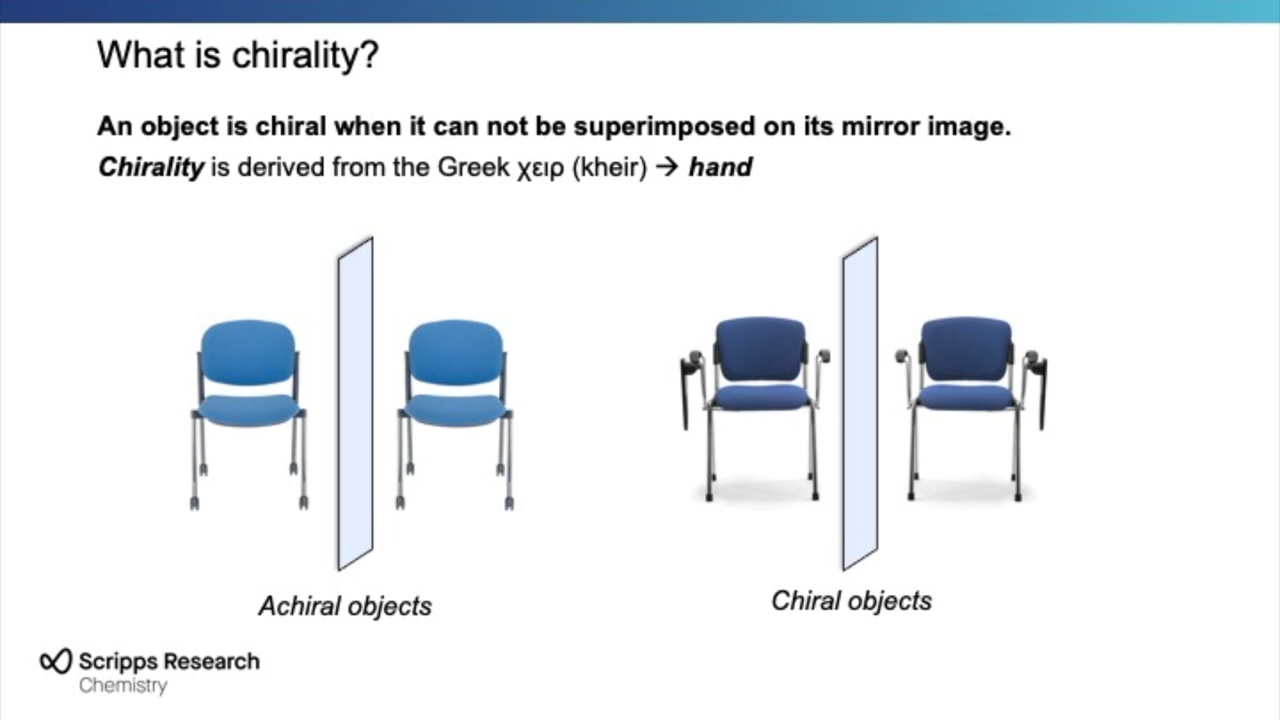 What is chirality?
An object is chiral when it can not be superimposed on its mirror image.
Chirality is derived from the Greek χειρ (kheir) → hand
Achiral objects
Chiral objects
Scripps Research
Chemistry